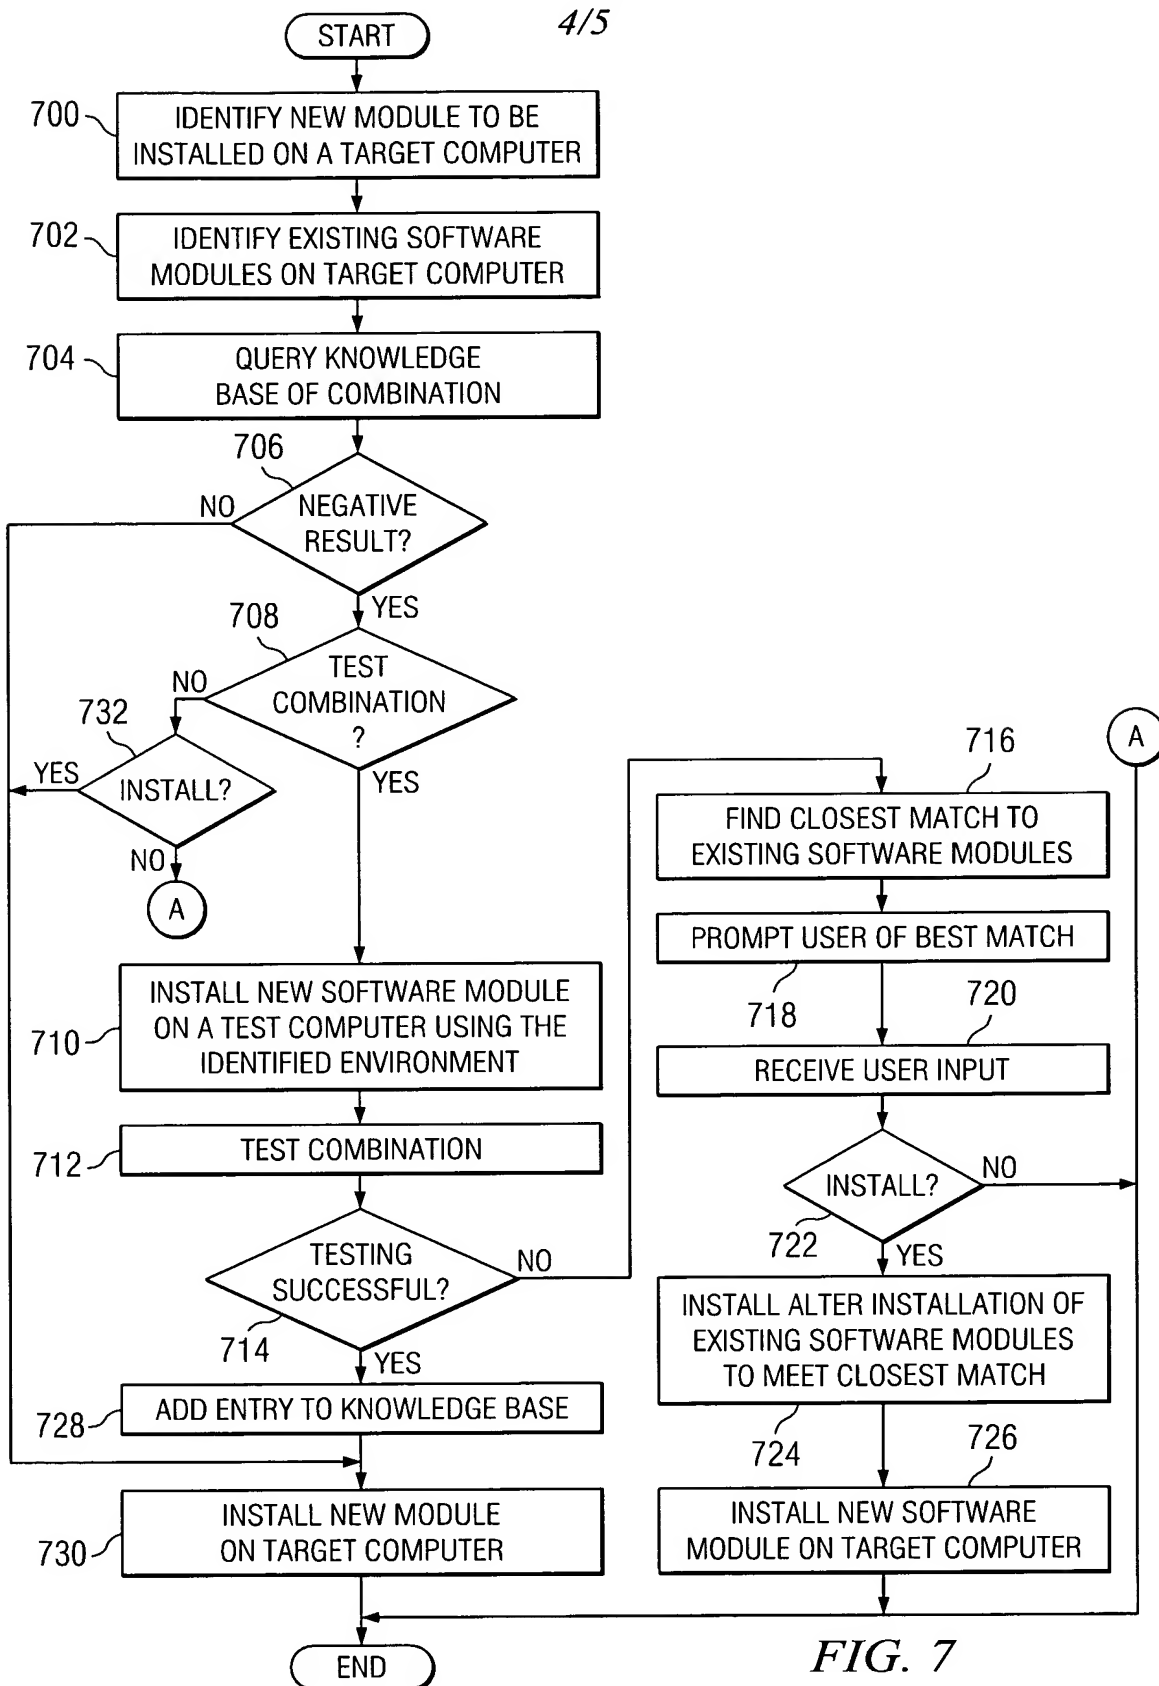 4/5
START
700
IDENTIFY NEW MODULE TO BE
INSTALLED ON A TARGET COMPUTER
702
IDENTIFY EXISTING SOFTWARE
MODULES ON TARGET COMPUTER
704
QUERY KNOWLEDGE
BASE OF COMBINATION
706
NEGATIVE
RESULT?
NO
YES
708
TEST
COMBINATION
?
NO
YES
732
INSTALL?
YES
NO
A
710
INSTALL NEW SOFTWARE MODULE
ON A TEST COMPUTER USING THE
IDENTIFIED ENVIRONMENT
712
TEST COMBINATION
TESTING
SUCCESSFUL?
714
NO
YES
728
ADD ENTRY TO KNOWLEDGE BASE
730
INSTALL NEW MODULE
ON TARGET COMPUTER
END
A
716
FIND CLOSEST MATCH TO
EXISTING SOFTWARE MODULES
PROMPT USER OF BEST MATCH
718
720
RECEIVE USER INPUT
INSTALL?
NO
722
YES
INSTALL ALTER INSTALLATION OF
EXISTING SOFTWARE MODULES
TO MEET CLOSEST MATCH
724
726
INSTALL NEW SOFTWARE
MODULE ON TARGET COMPUTER
FIG. 7